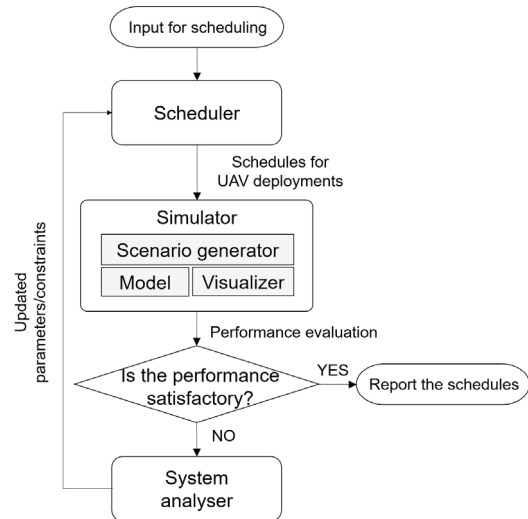 Input for scheduling
Scheduler
Schedules for
UAV deployments
Simulator
Scenario generator
Model
Visualizer
Performance evaluation
Is the performance
satisfactory?
YES
Report the schedules
NO
System
analyser
Updated
parameters/constraints